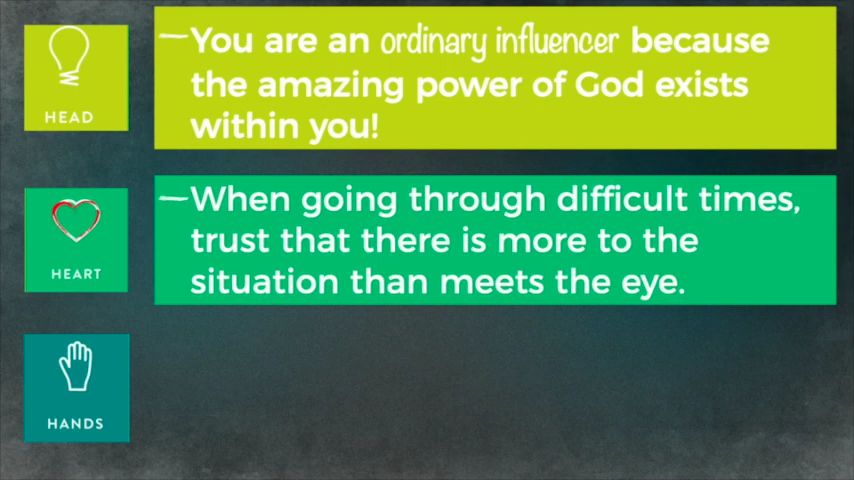 HEAD
—You are an ordinary influencer because
the amazing power of God exists
within you!
HEART
—When going through difficult times,
trust that there is more to the
situation than meets the eye.
HANDS